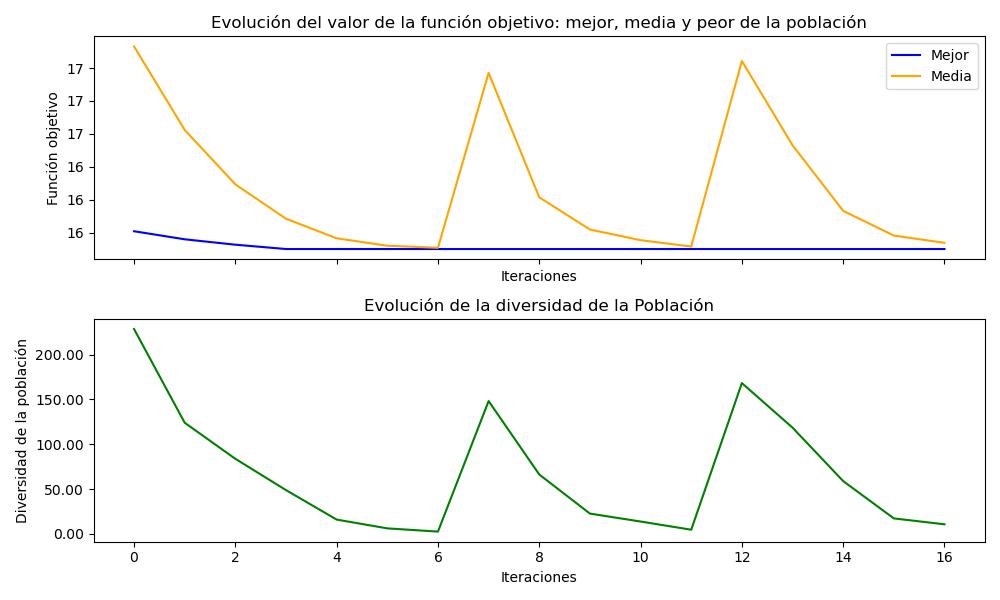 Evolución del valor de la función objetivo: mejor, media y peor de la población
Mejor
Media
17
17
17
16
16
16
Función objetivo
Iteraciones
Evolución de la diversidad de la Población
200.00
150.00
100.00
50.00
0.00
Diversidad de la población
0 2 4 6 8 10 12 14 16
Iteraciones